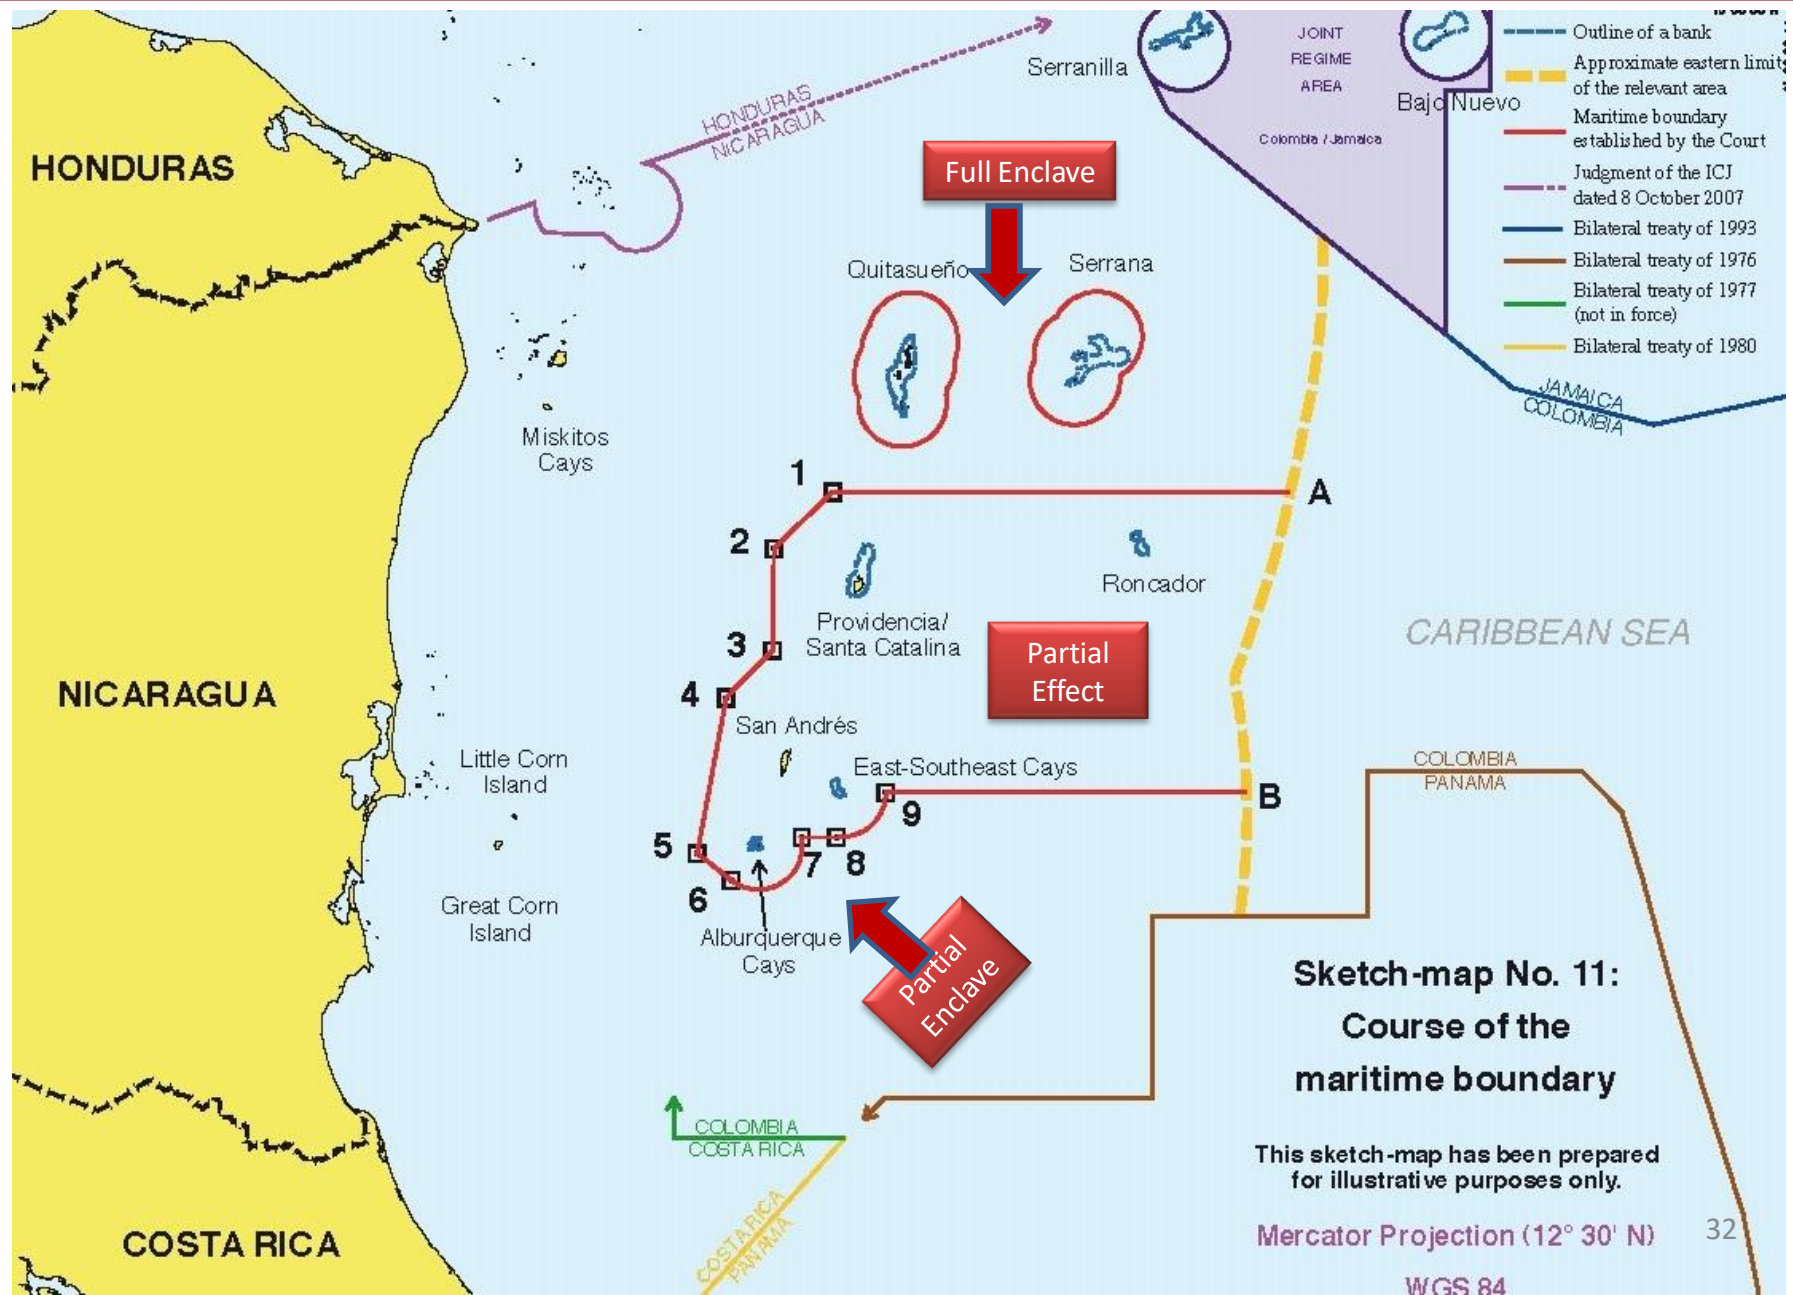 Serranilla
JOINT
REGIME
AREA
Colombia / Jamaica
Bajo Nuevo
Outline of a bank
Approximate eastern limit
of the relevant area
Maritime boundary
established by the Court
Judgment of the ICJ
dated 8 October 2007
Bilateral treaty of 1993
Bilateral treaty of 1976
Bilateral treaty of 1977
(not in force)
Bilateral treaty of 1980
HONDURAS
NICARAGUA
HONDURAS
Full Enclave
Quitasueño
Serrana
JAMAICA
COLOMBIA
Miskitos
Cays
1
A
2
Roncador
Providencia/
Santa Catalina
3
Partial
Effect
CARIBBEAN SEA
NICARAGUA
4
San Andrés
Little Corn
Island
East-Southeast Cays
COLOMBIA
PANAMA
9
B
5
7
8
6
Great Corn
Island
Alburquerque
Cays
Partial
Enclave
Sketch-map No. 11:
Course of the
maritime boundary
COLOMBIA
COSTA RICA
This sketch-map has been prepared
for illustrative purposes only.
COSTA RICA
PANAMA
COSTA RICA
Mercator Projection (12° 30' N)
32
WGS 84